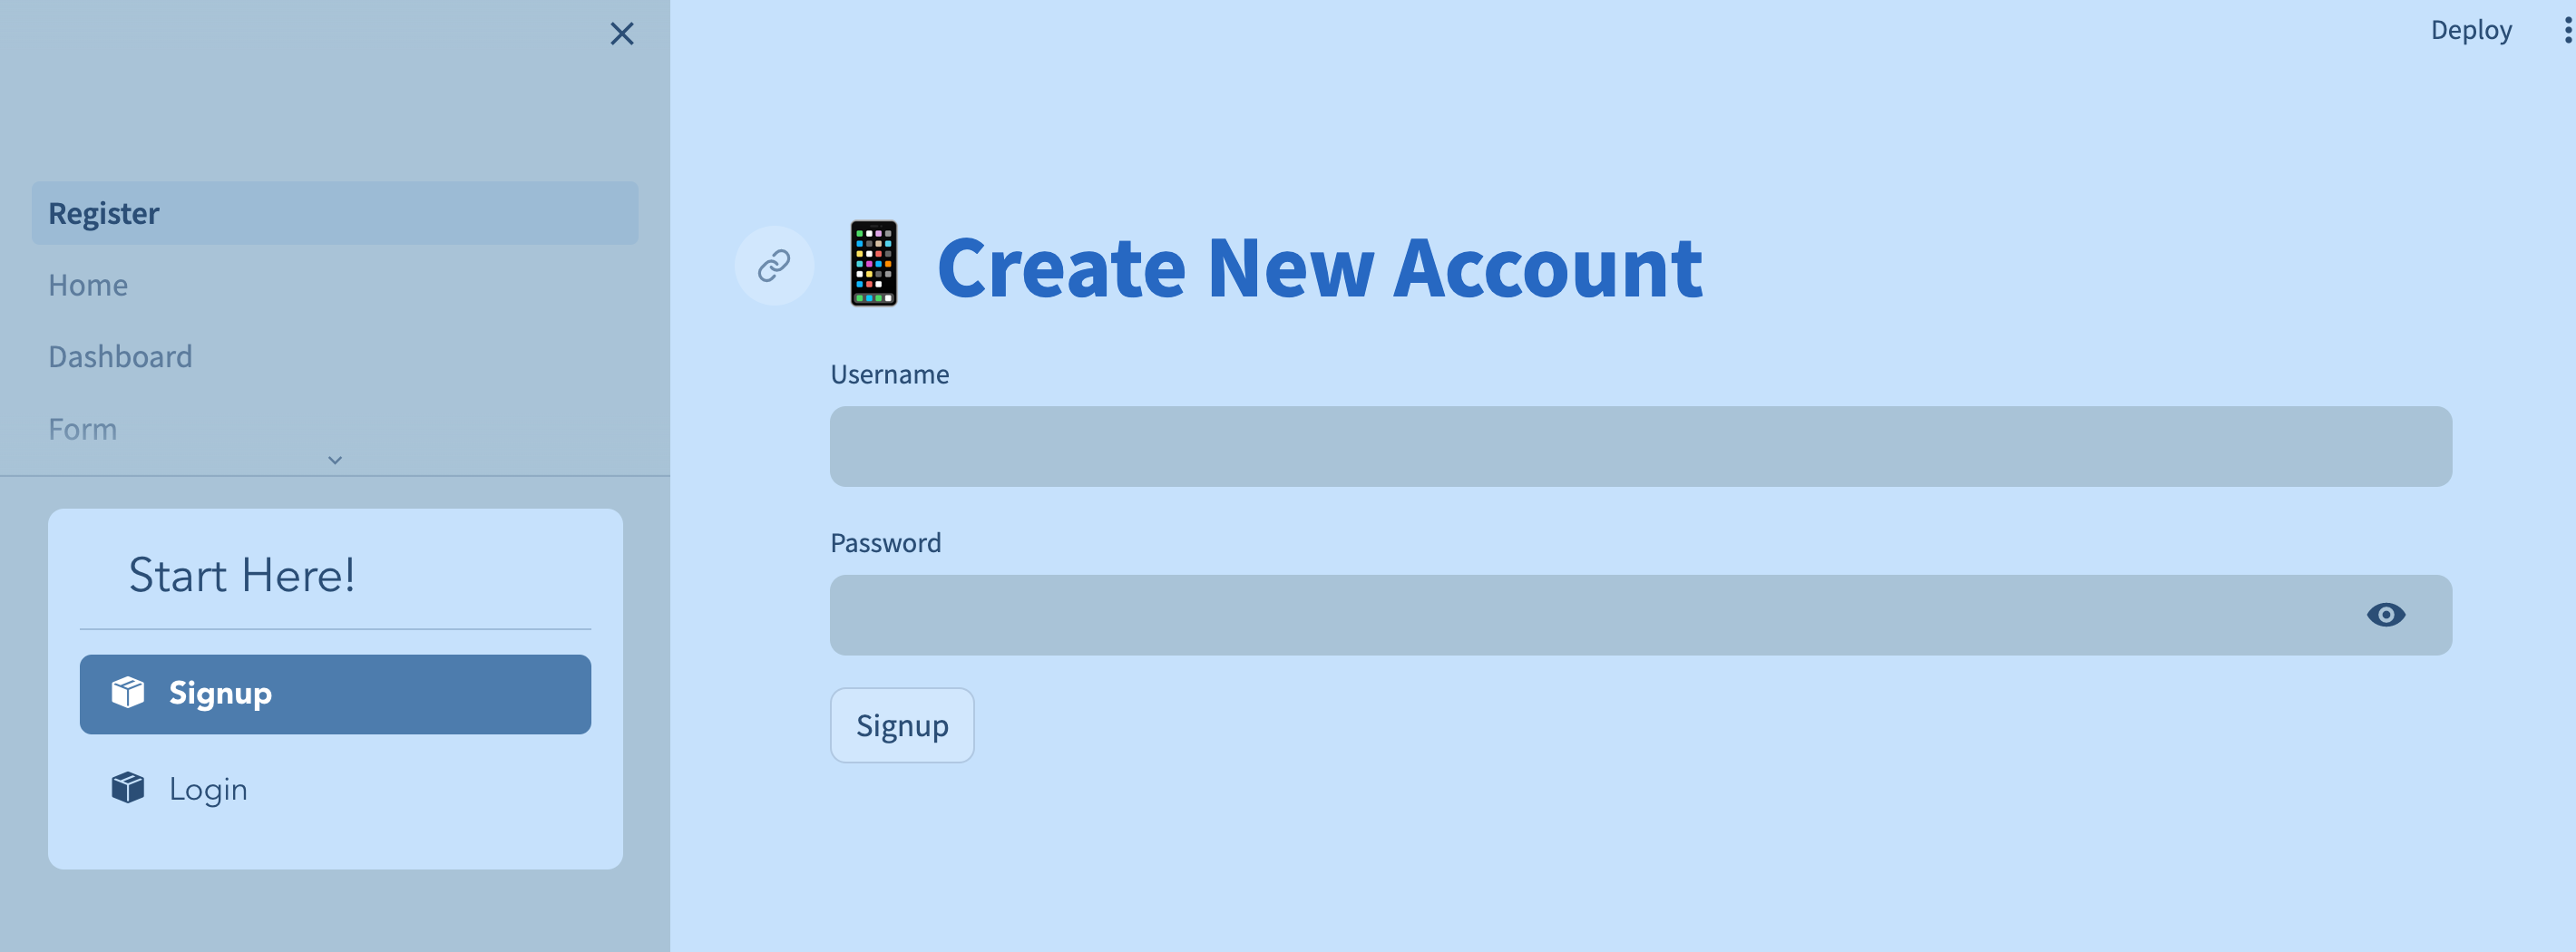 Deploy
Register
Home
Dashboard
Form
Start Here!
Signup
Login
Create New Account
Username
Password
Signup